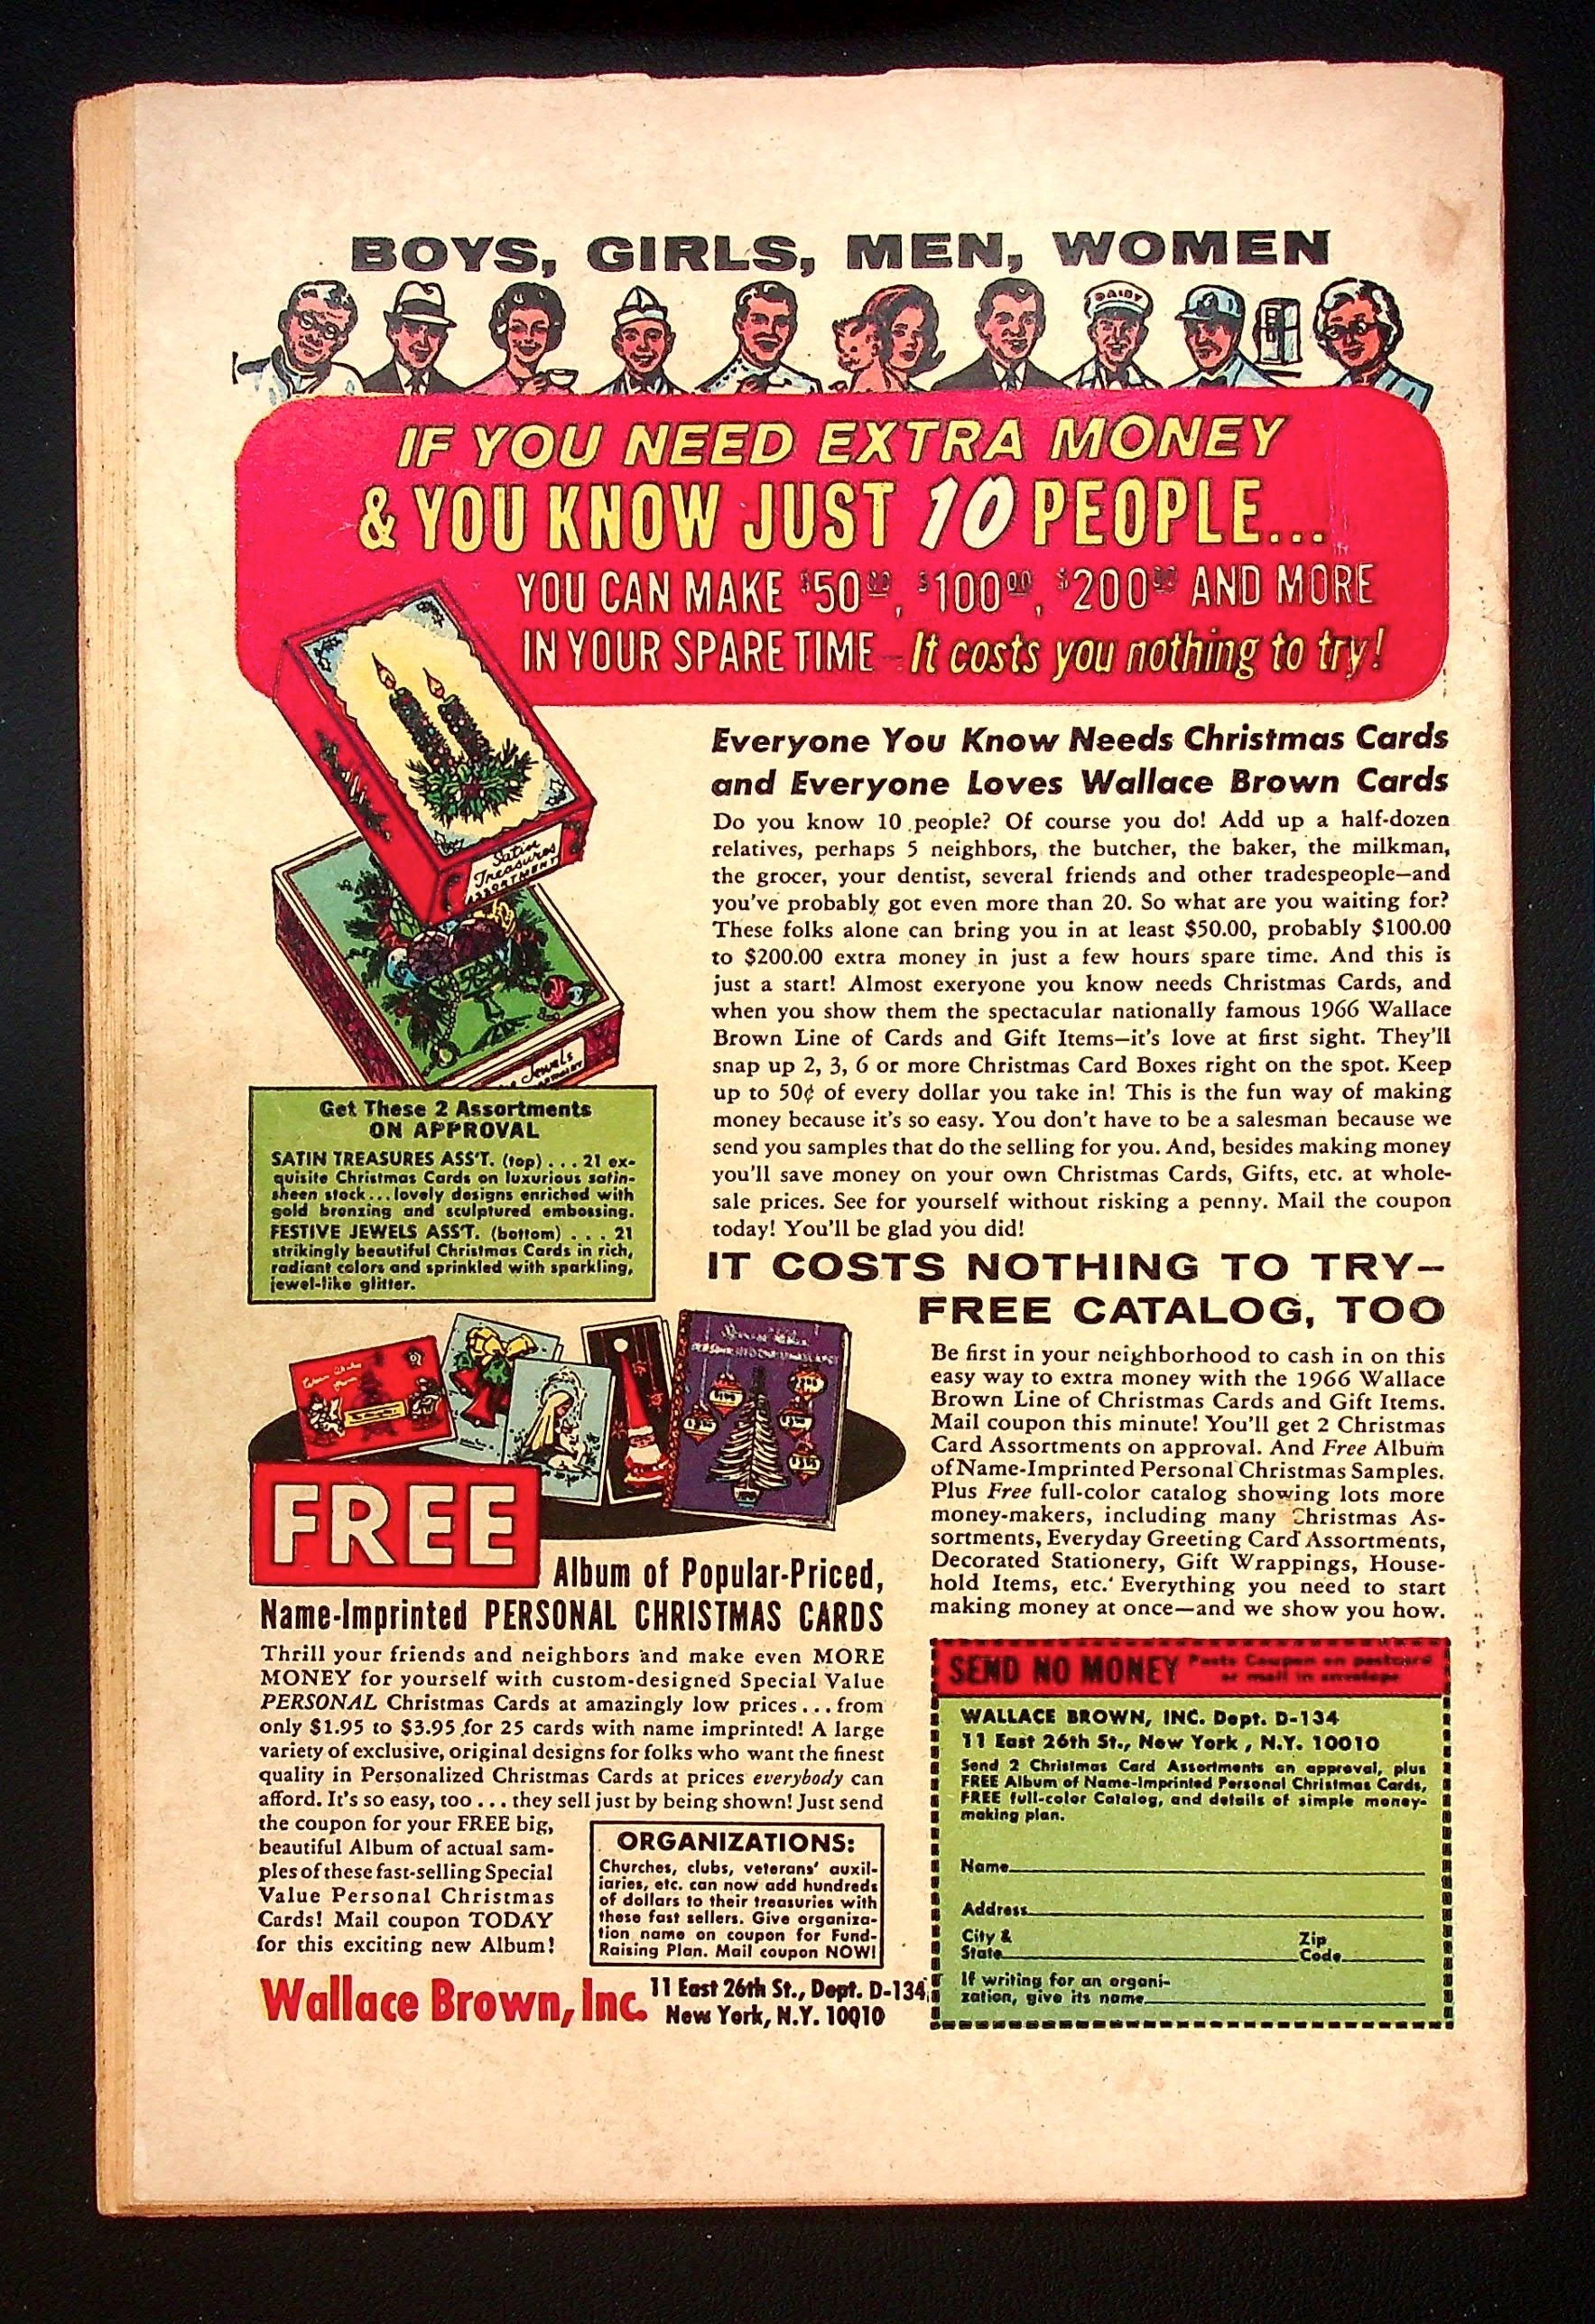 BOYS, GIRLS, MEN, WOMEN
DAIRY
IF YOU NEED EXTRA MONEY
& YOU KNOW JUST 10 PEOPLE...
YOU CAN MAKE $50.00, $100.00, $200.00 AND MORE
IN YOUR SPARE TIME - It costs you nothing to try!
Satin
Treasures
ASSORTMENT
Jewels
Everyone You Know Needs Christmas Cards
and Everyone Loves Wallace Brown Cards
Do you know 10 people? Of course you do! Add up a half-dozen
relatives, perhaps 5 neighbors, the butcher, the baker, the milkman,
the grocer, your dentist, several friends and other tradespeople—and
you've probably got even more than 20. So what are you waiting for?
These folks alone can bring you in at least $50.00, probably $100.00
to $200.00 extra money in just a few hours spare time. And this is
just a start! Almost exeryone you know needs Christmas Cards, and
when you show them the spectacular nationally famous 1966 Wallace
Brown Line of Cards and Gift Items—it's love at first sight. They'll
snap up 2, 3, 6 or more Christmas Card Boxes right on the spot. Keep
up to 50¢ of every dollar you take in! This is the fun way of making
money because it's so easy. You don't have to be a salesman because we
send you samples that do the selling for you. And, besides making money
you'll save money on your own Christmas Cards, Gifts, etc. at whole-
sale prices. See for yourself without risking a penny. Mail the coupon
today! You'll be glad you did!
Get These 2 Assortments
ON APPROVAL
SATIN TREASURES ASS'T. (top) . . . 21 ex-
quisite Christmas Cards on luxurious satin-
sheen stock...lovely designs enriched with
gold bronzing and sculptured embossing.
FESTIVE JEWELS ASS'T. (bottom) . . . 21
strikingly beautiful Christmas Cards in rich,
radiant colors and sprinkled with sparkling,
jewel-like glitter.
IT COSTS NOTHING TO TRY—
FREE CATALOG, TOO
Be first in your neighborhood to cash in on this
easy way to extra money with the 1966 Wallace
Brown Line of Christmas Cards and Gift Items.
Mail coupon this minute! You'll get 2 Christmas
Card Assortments on approval. And Free Album
of Name-Imprinted Personal Christmas Samples.
Plus Free full-color catalog showing lots more
money-makers, including many Christmas As-
sortments, Everyday Greeting Card Assortments,
Decorated Stationery, Gift Wrappings, House-
hold Items, etc. Everything you need to start
making money at once—and we show you how.
FREE
Album of Popular-Priced,
Name-Imprinted PERSONAL CHRISTMAS CARDS
Thrill your friends and neighbors and make even MORE
MONEY for yourself with custom-designed Special Value
PERSONAL Christmas Cards at amazingly low prices...from
only $1.95 to $3.95 for 25 cards with name imprinted! A large
variety of exclusive, original designs for folks who want the finest
quality in Personalized Christmas Cards at prices everybody can
afford. It's so easy, too . . . they sell just by being shown! Just send
the coupon for your FREE big,
beautiful Album of actual sam-
ples of these fast-selling Special
Value Personal Christmas
Cards! Mail coupon TODAY
for this exciting new Album!
ORGANIZATIONS:
Churches, clubs, veterans' auxil-
iaries, etc. can now add hundreds
of dollars to their treasuries with
these fast sellers. Give organiza-
tion name on coupon for Fund-
Raising Plan. Mail coupon NOW!
Wallace Brown, Inc. 11 East 26th St., Dept. D-134,
New York, N.Y. 10010
SEND NO MONEY Paste Coupon on postcard
or mail in envelope
WALLACE BROWN, INC. Dept. D-134
11 East 26th St., New York, N.Y. 10010
Send 2 Christmas Card Assortments on approval, plus
FREE Album of Name-Imprinted Personal Christmas Cards,
FREE full-color Catalog, and details of simple money-
making plan.
Name
Address
City &
State
Zip
Code
If writing for an organi-
zation, give its name